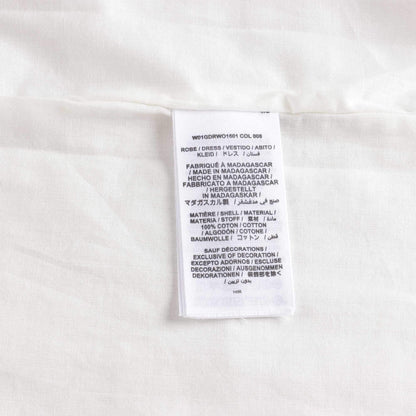 W01GDRWO1601 COL 908
ROBE / DRESS / VESTIDO / ABITO
/ KLEID / ドレス / فستان
FABRIQUÉ À MADAGASCAR
/ MADE IN MADAGASCAR /
HECHO EN MADAGASCAR /
FABBRICATO A MADAGASCAR
/ HERGESTELLT
IN MADAGASKAR /
マダガスカル製 / صنع في مدغشقر
MATIÈRE / SHELL / MATERIAL /
MATERIA / STOFF / 素材 / مادة
100% COTON / COTTON
/ ALGODÓN / COTONE /
BAUMWOLLE / コットン / قطن
SAUF DÉCORATIONS /
EXCLUSIVE OF DECORATION /
EXCEPTO ADORNOS / ESCLUSE
DECORAZIONI / AUSGENOMMEN
DEKORATIONEN / 装飾部を除く
/ بدون تزيين